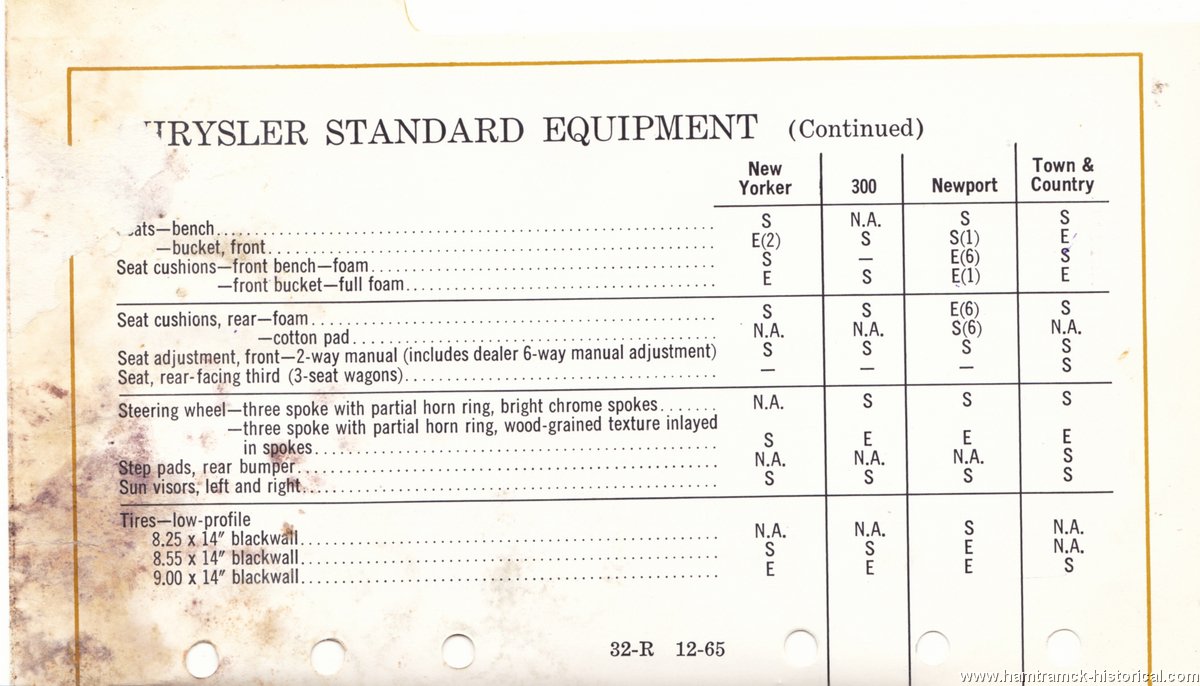 HRYSLER STANDARD EQUIPMENT (Continued)
New Yorker 300 Newport Town & Country
ats—bench S N.A. S S
—bucket, front E(2) S S(1) E
Seat cushions—front bench—foam S — E(6) S
—front bucket—full foam E S E(1) E
Seat cushions, rear—foam S S E(6) S
—cotton pad N.A. N.A. S(6) N.A.
Seat adjustment, front—2-way manual (includes dealer 6-way manual adjustment) S S S S
Seat, rear-facing third (3-seat wagons) — — — S
Steering wheel—three spoke with partial horn ring, bright chrome spokes N.A. S S S
—three spoke with partial horn ring, wood-grained texture inlayed
in spokes S E E E
Step pads, rear bumper N.A. N.A. N.A. S
Sun visors, left and right S S S S
Tires—low-profile
8.25 x 14″ blackwall N.A. N.A. S N.A.
8.55 x 14″ blackwall S S E N.A.
9.00 x 14″ blackwall E E E S
32-R 12-65
www.hamtramck-historical.com